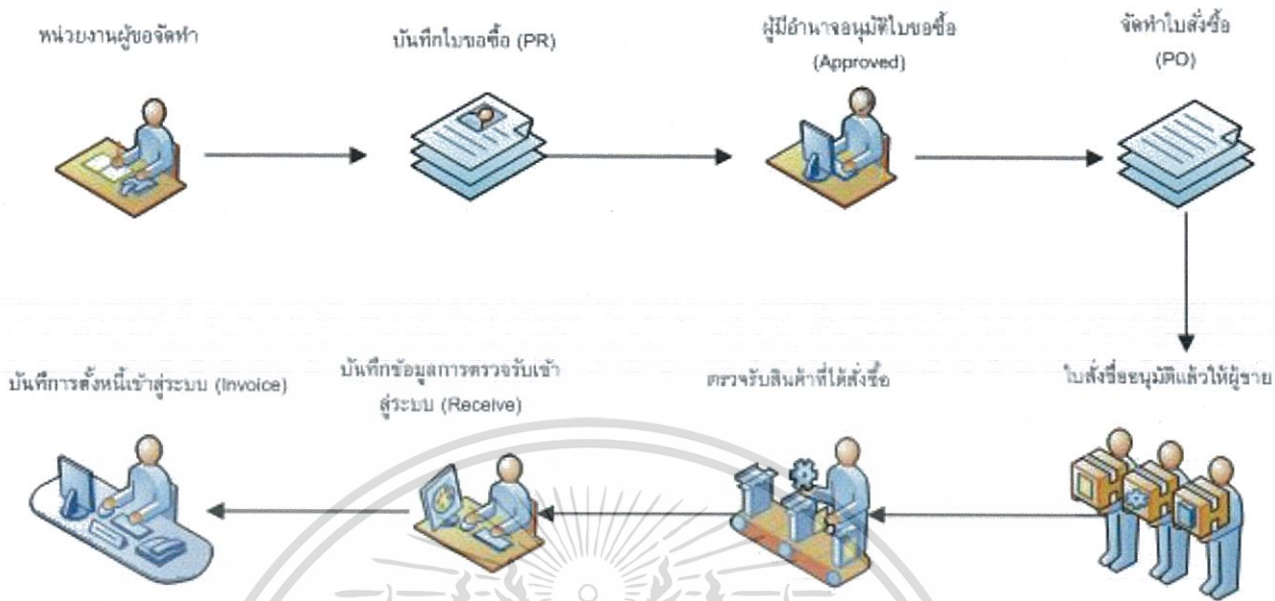 หน่วยงานผู้ขอจัดทำ
บันทึกใบขอซื้อ (PR)
ผู้มีอำนาจอนุมัติใบขอซื้อ
(Approved)
จัดทำใบสั่งซื้อ
(PO)
ใบสั่งซื้ออนุมัติแล้วให้ผู้ขาย
ตรวจรับสินค้าที่ได้สั่งซื้อ
บันทึกข้อมูลการตรวจรับเข้า
สู่ระบบ (Receive)
บันทึการตั้งหนี้เข้าสู่ระบบ (Invoice)